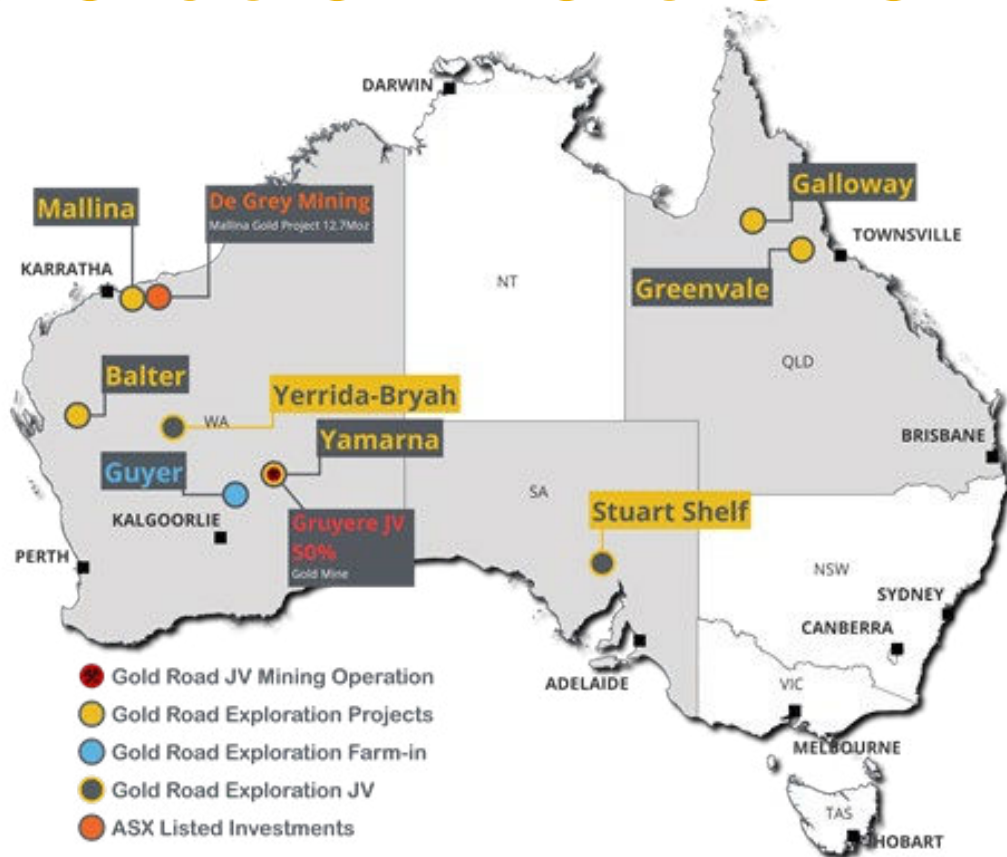 DARWIN
Mallina
De Grey Mining
Mallina Gold Project 12.7Moz
Galloway
KARRATHA
TOWNSVILLE
NT
Greenvale
Balter
QLD
Yerrida-Bryah
WA
Yamarna
BRISBANE
Guyer
SA
Stuart Shelf
KALGOORLIE
Gruyere JV
50%
Gold Mine
PERTH
NSW
SYDNEY
CANBERRA
ADELAIDE
VIC
MELBOURNE
TAS
HOBART
Gold Road JV Mining Operation
Gold Road Exploration Projects
Gold Road Exploration Farm-in
Gold Road Exploration JV
ASX Listed Investments